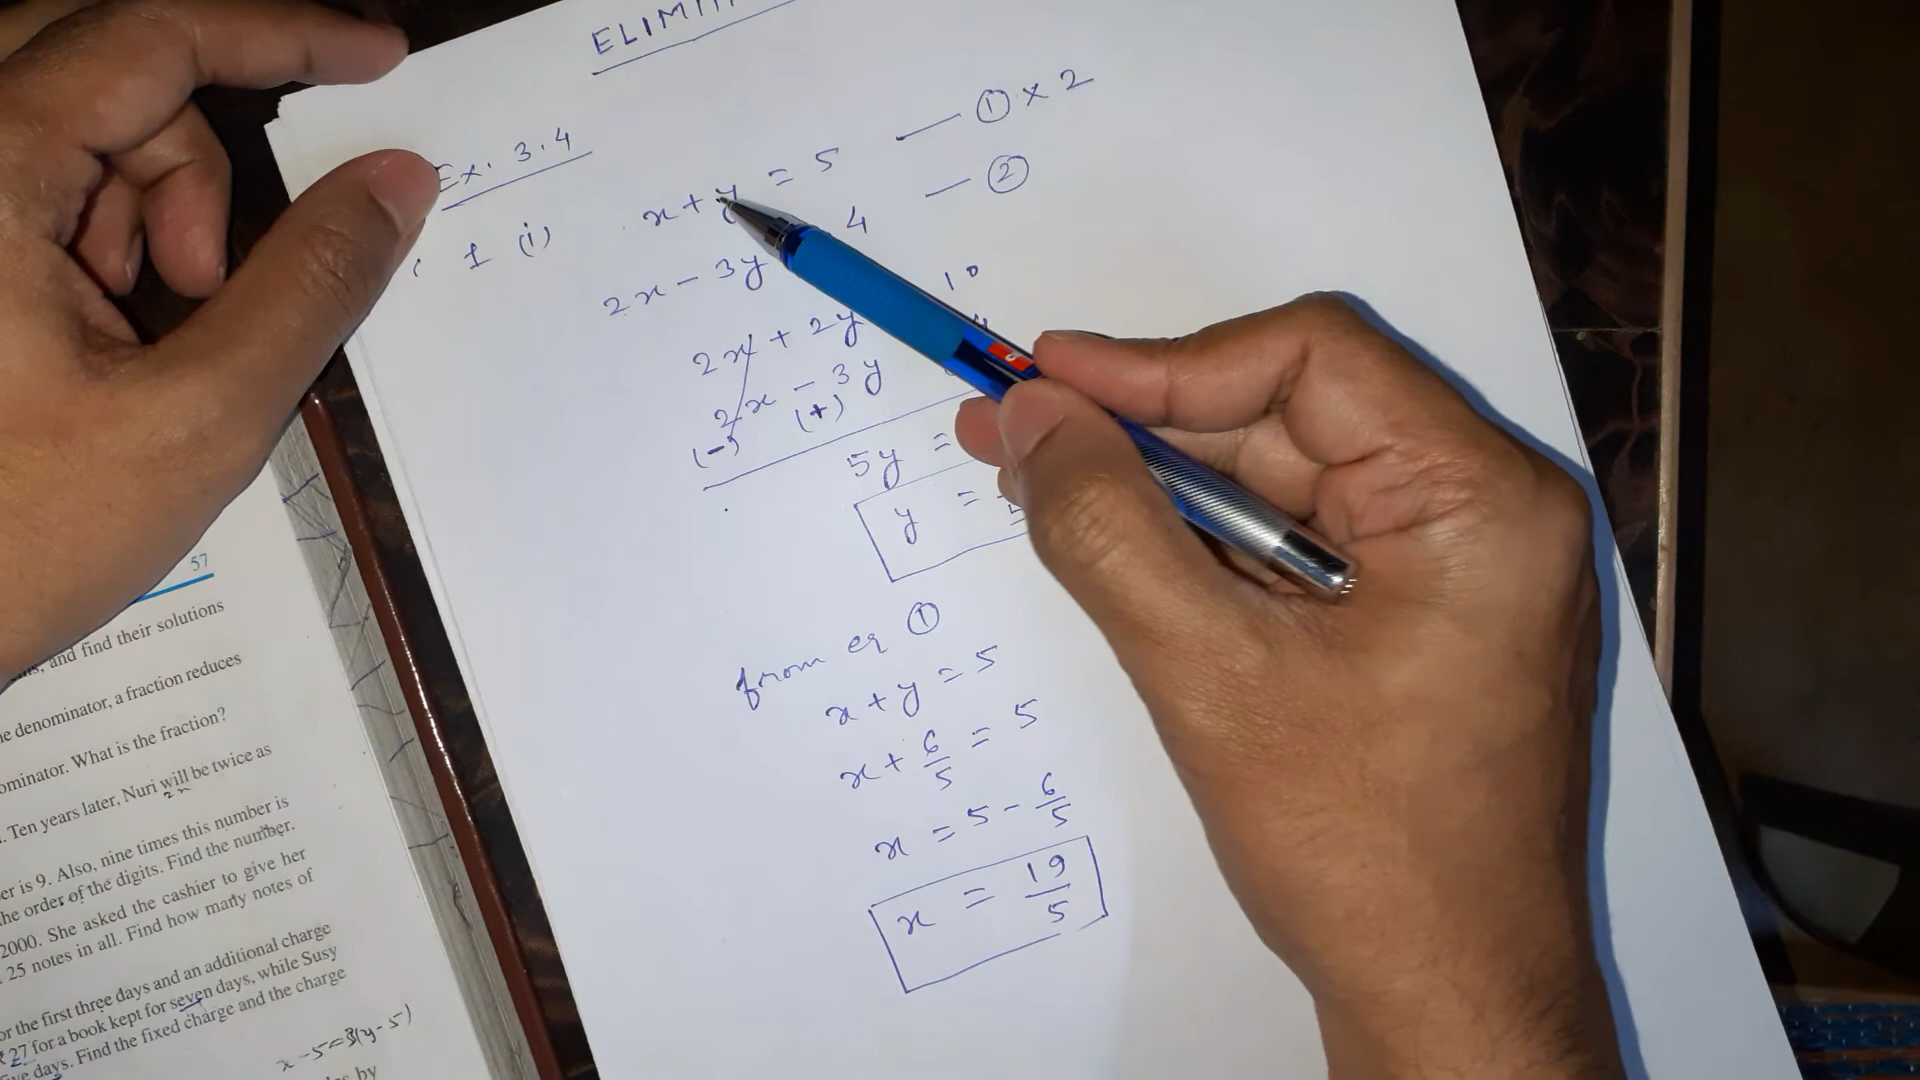 Ex. 3.4
1 (i) x + y = 5 — ① × 2
2x − 3y 4 — ②
2x + 2y 10
2x − 3y
(−) (+)
5y =
y =
from eq ①
x + y = 5
x + 6/5 = 5
x = 5 − 6/5
x = 19/5
57
and find their solutions
denominator, a fraction reduces
What is the fraction?
Ten years later, Nuri will be twice as
is 9. Also, nine times this number is
the order of the digits. Find the number.
2000. She asked the cashier to give her
25 notes in all. Find how many notes of
the first three days and an additional charge
₹ 27 for a book kept for seven days, while Susy
days. Find the fixed charge and the charge
x − 5 = 3(y − 5)
by